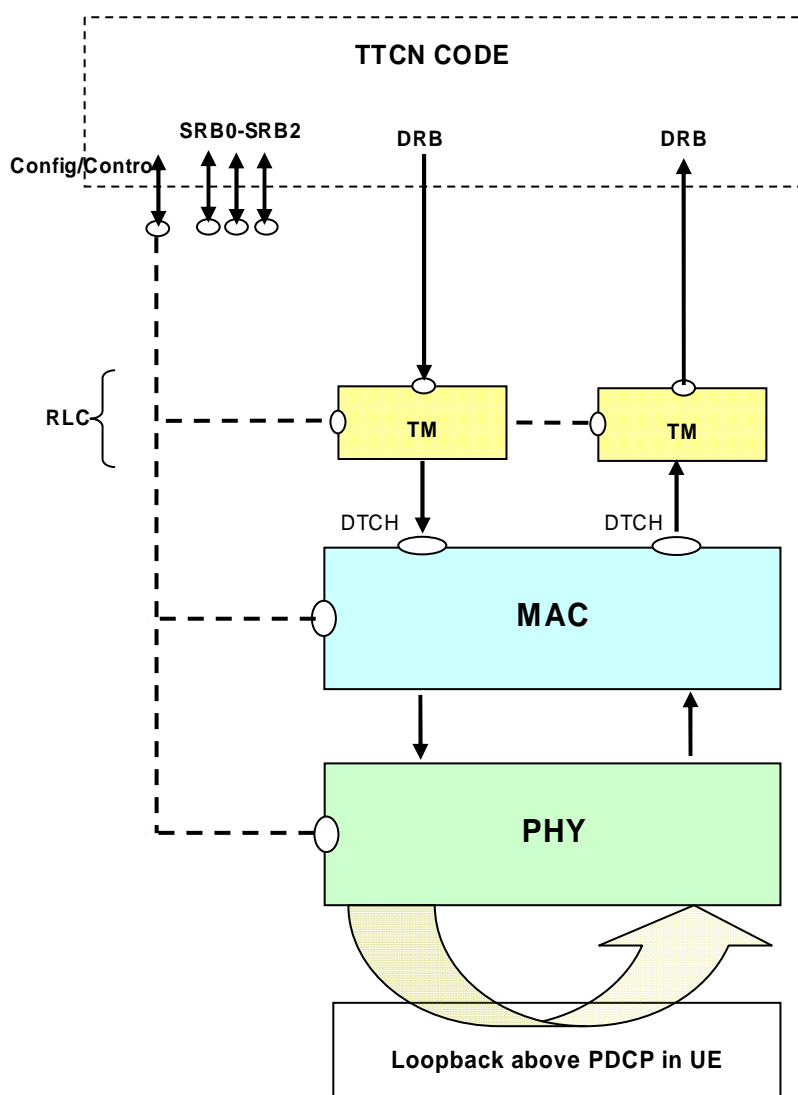 TTCN CODE
SRB0-SRB2
DRB
DRB
Config/Contro
RLC
TM
TM
DTCH
DTCH
MAC
PHY
Loopback above PDCP in UE